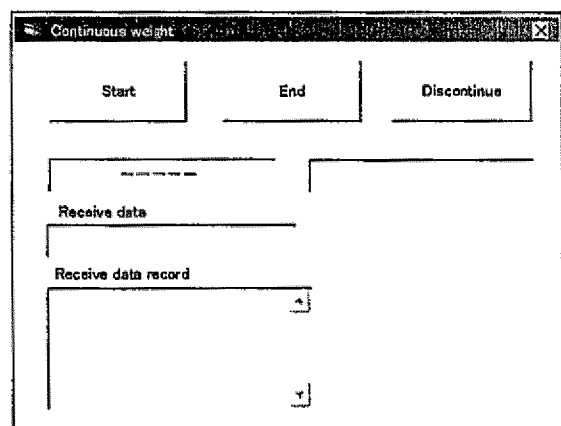 Continuous weight
Start
End
Discontinue
Receive data
Receive data record